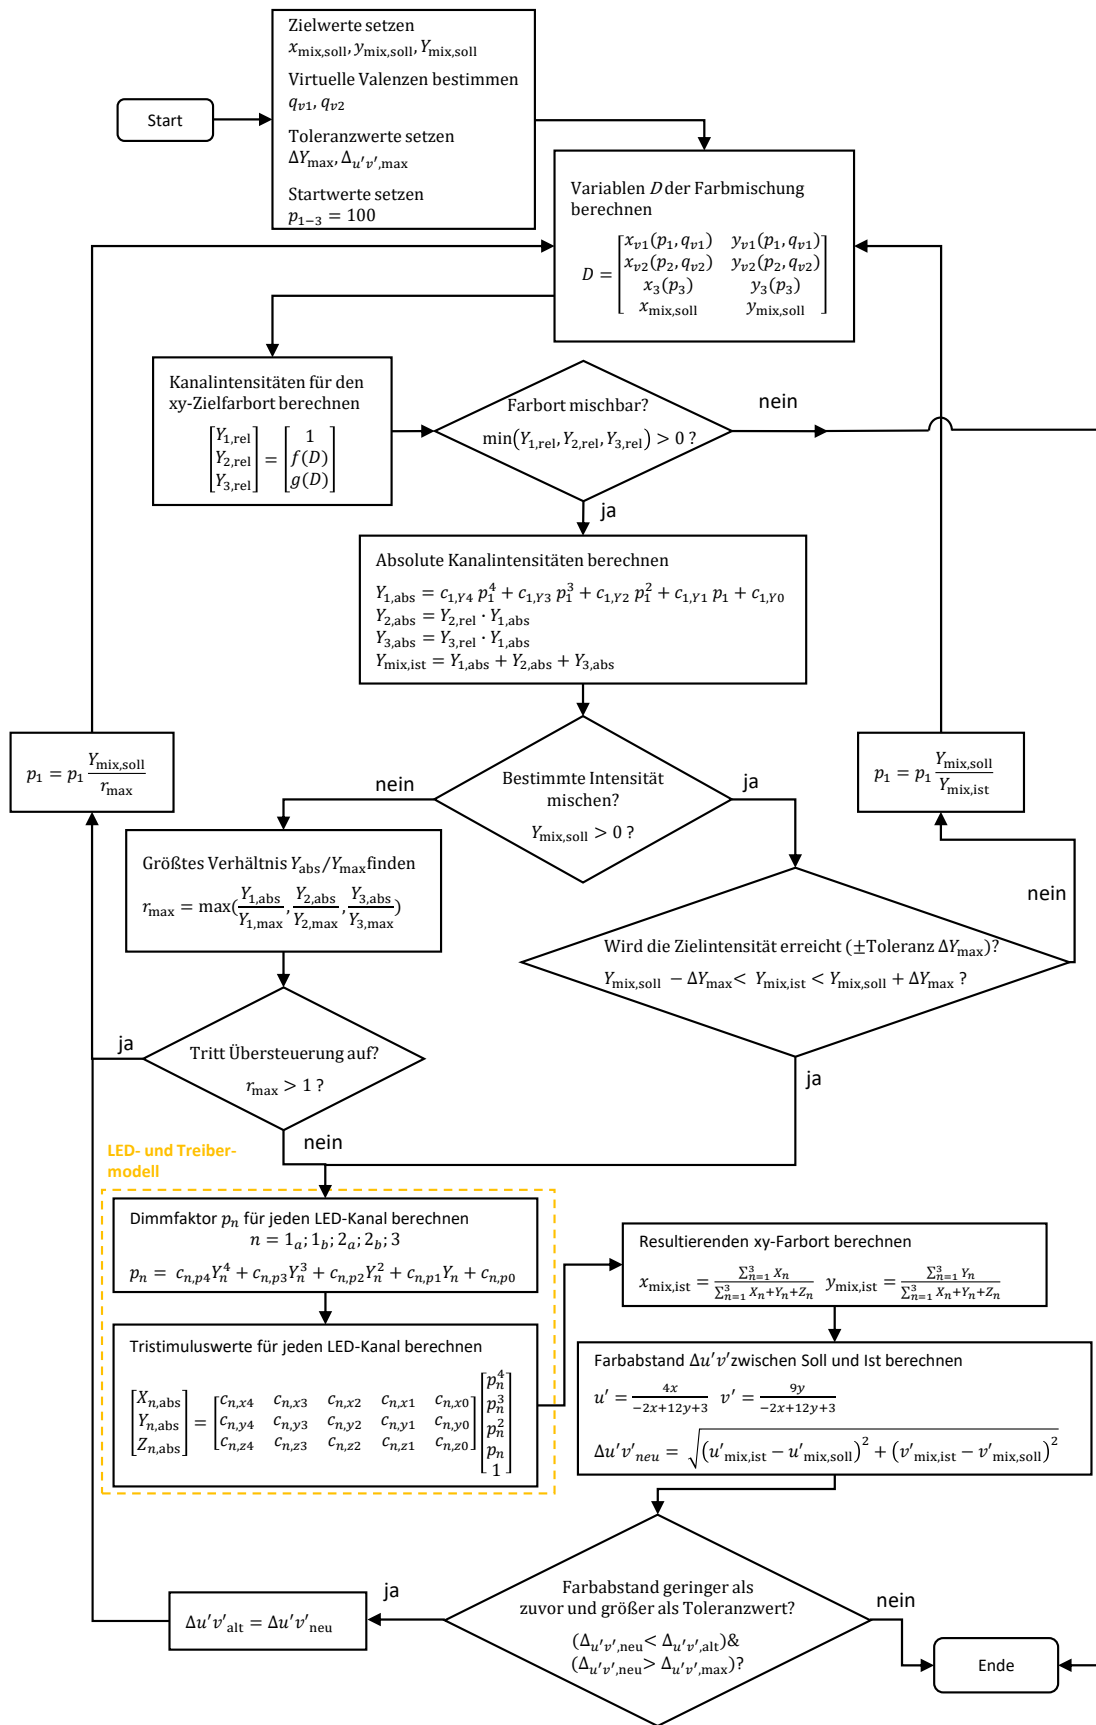 Start
Zielwerte setzen
x_mix,soll, y_mix,soll, Y_mix,soll
Virtuelle Valenzen bestimmen
q_v1, q_v2
Toleranzwerte setzen
ΔY_max, Δ_u′v′,max
Startwerte setzen
p_1−3 = 100
Variablen D der Farbmischung
berechnen
D = [x_v1(p_1, q_v1) y_v1(p_1, q_v1)
x_v2(p_2, q_v2) y_v2(p_2, q_v2)
x_3(p_3) y_3(p_3)
x_mix,soll y_mix,soll]
Kanalintensitäten für den
xy-Zielfarbort berechnen
[Y_1,rel] = [1]
[Y_2,rel] = [f(D)]
[Y_3,rel] = [g(D)]
Farbort mischbar?
min(Y_1,rel, Y_2,rel, Y_3,rel) > 0 ?
nein
ja
Absolute Kanalintensitäten berechnen
Y_1,abs = c_1,Y4 p_1^4 + c_1,Y3 p_1^3 + c_1,Y2 p_1^2 + c_1,Y1 p_1 + c_1,Y0
Y_2,abs = Y_2,rel · Y_1,abs
Y_3,abs = Y_3,rel · Y_1,abs
Y_mix,ist = Y_1,abs + Y_2,abs + Y_3,abs
p_1 = p_1 Y_mix,soll / r_max
Bestimmte Intensität
mischen?
Y_mix,soll > 0 ?
nein
ja
p_1 = p_1 Y_mix,soll / Y_mix,ist
Größtes Verhältnis Y_abs/Y_max finden
r_max = max(Y_1,abs/Y_1,max, Y_2,abs/Y_2,max, Y_3,abs/Y_3,max)
Wird die Zielintensität erreicht (±Toleranz ΔY_max)?
Y_mix,soll − ΔY_max < Y_mix,ist < Y_mix,soll + ΔY_max ?
nein
ja
Tritt Übersteuerung auf?
r_max > 1 ?
ja
nein
LED- und Treiber-
modell
Dimmfaktor p_n für jeden LED-Kanal berechnen
n = 1_a; 1_b; 2_a; 2_b; 3
p_n = c_n,p4 Y_n^4 + c_n,p3 Y_n^3 + c_n,p2 Y_n^2 + c_n,p1 Y_n + c_n,p0
Tristimuluswerte für jeden LED-Kanal berechnen
[X_n,abs] = [c_n,x4 c_n,x3 c_n,x2 c_n,x1 c_n,x0]
[Y_n,abs] = [c_n,y4 c_n,y3 c_n,y2 c_n,y1 c_n,y0]
[Z_n,abs] = [c_n,z4 c_n,z3 c_n,z2 c_n,z1 c_n,z0]
[p_n^4
p_n^3
p_n^2
p_n
1]
Resultierenden xy-Farbort berechnen
x_mix,ist = ∑_n=1^3 X_n / ∑_n=1^3 X_n+Y_n+Z_n y_mix,ist = ∑_n=1^3 Y_n / ∑_n=1^3 X_n+Y_n+Z_n
Farbabstand Δu′v′ zwischen Soll und Ist berechnen
u′ = 4x / −2x+12y+3 v′ = 9y / −2x+12y+3
Δu′v′_neu = √((u′_mix,ist − u′_mix,soll)^2 + (v′_mix,ist − v′_mix,soll)^2)
Farbabstand geringer als
zuvor und größer als Toleranzwert?
(Δ_u′v′,neu < Δ_u′v′,alt)&
(Δ_u′v′,neu > Δ_u′v′,max)?
ja
nein
Δu′v′_alt = Δu′v′_neu
Ende